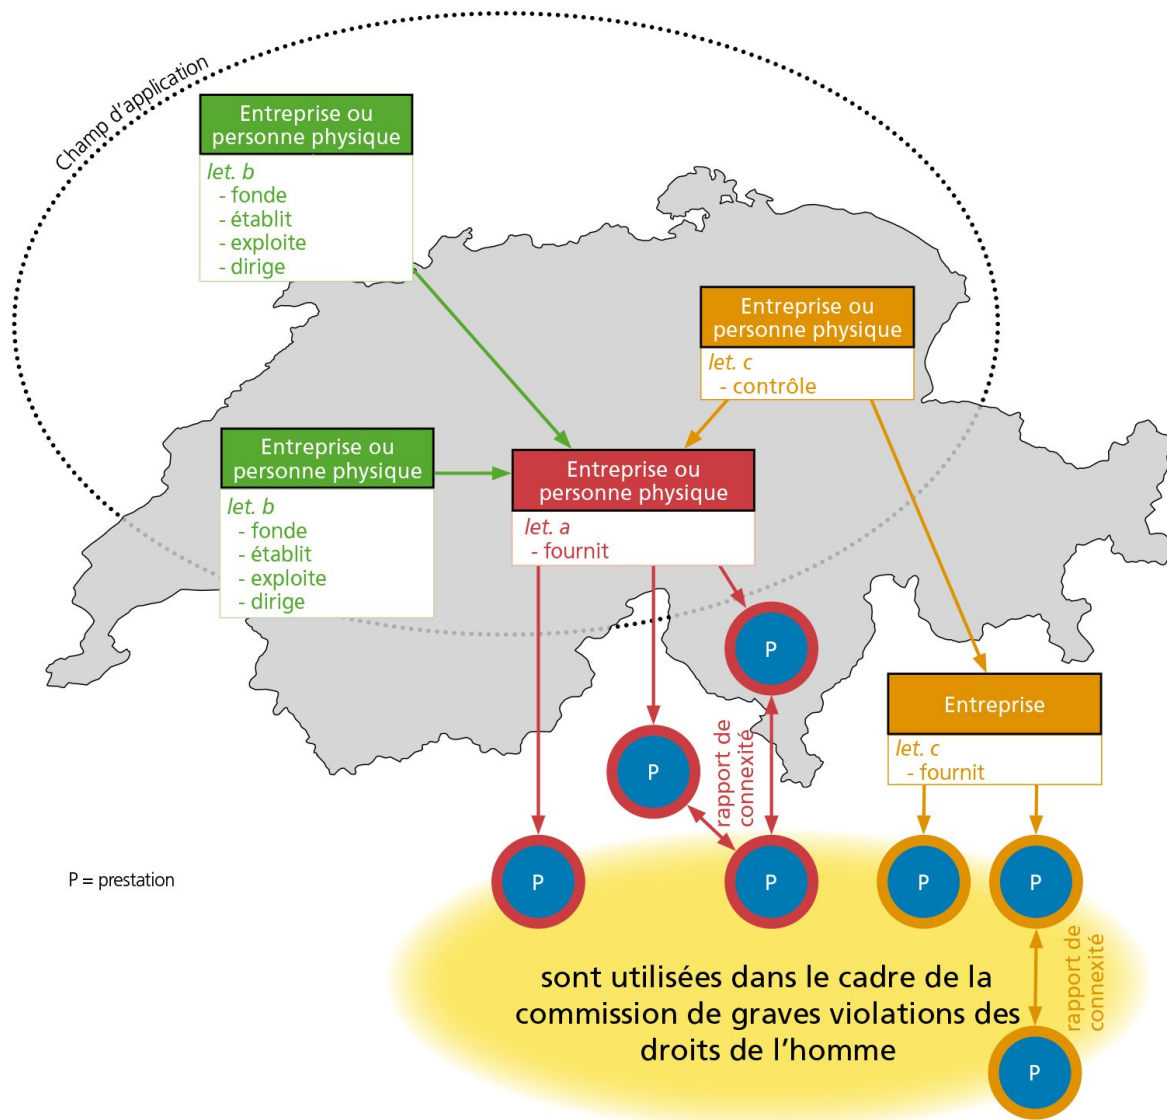 Champ d'application
Entreprise ou
personne physique
let. b
- fonde
- établit
- exploite
- dirige
Entreprise ou
personne physique
let. c
- contrôle
Entreprise ou
personne physique
let. b
- fonde
- établit
- exploite
- dirige
Entreprise ou
personne physique
let. a
- fournit
P
Entreprise
let. c
- fournit
P
rapport de
connexité
P = prestation
P
P
P
P
rapport de
connexité
sont utilisées dans le cadre de la
commission de graves violations des
droits de l'homme
P